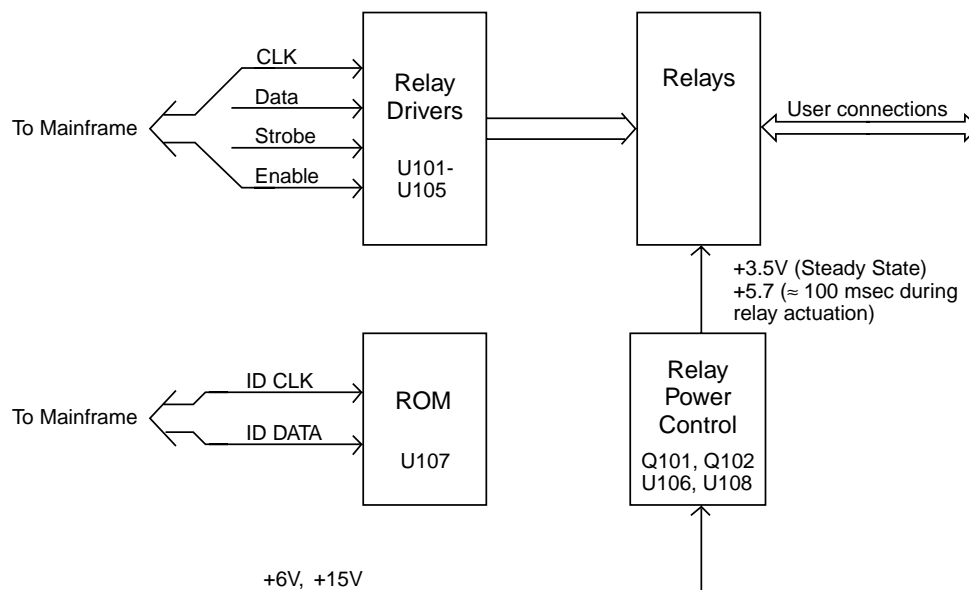 CLK
Data
To Mainframe
Strobe
Enable
Relay
Drivers
U101-
U105
Relays
User connections
+3.5V (Steady State)
+5.7 (≈ 100 msec during
relay actuation)
ID CLK
To Mainframe
ID DATA
ROM
U107
Relay
Power
Control
Q101, Q102
U106, U108
+6V, +15V